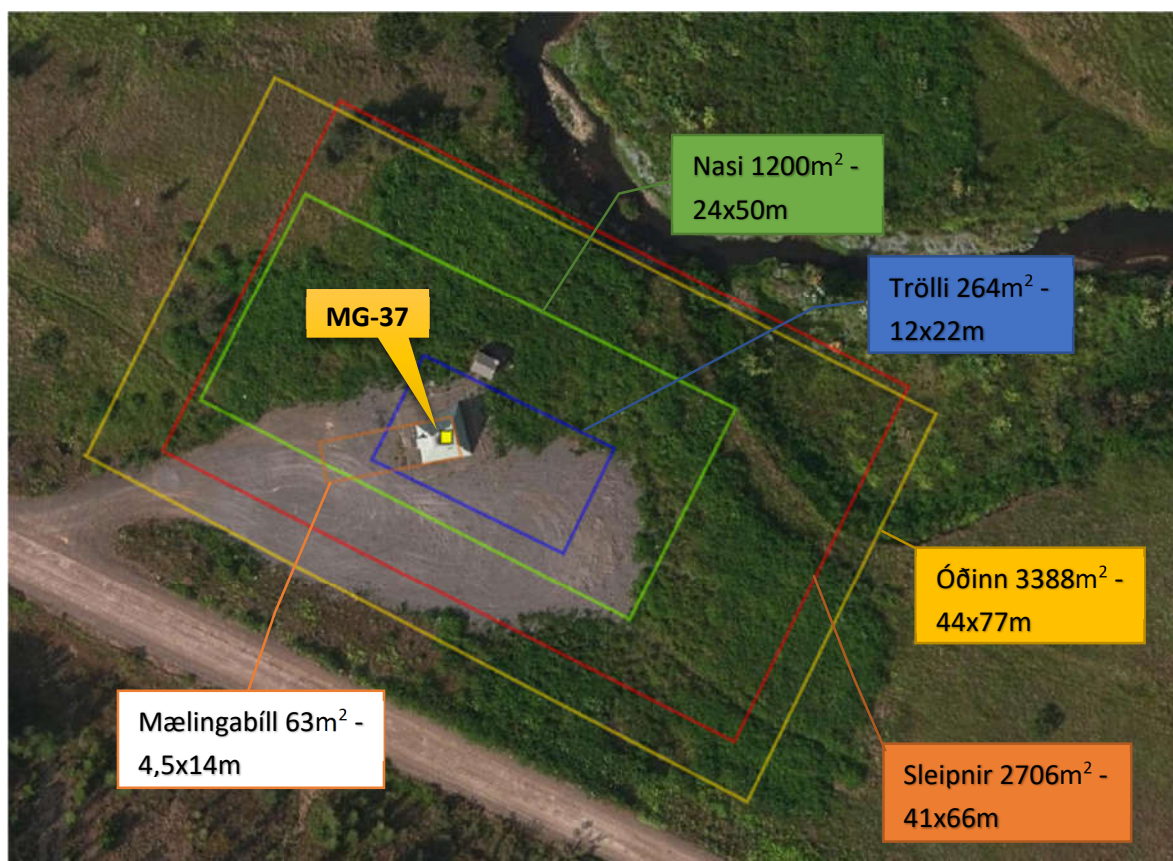 Nasi 1200m² -
24x50m
Trölli 264m² -
12x22m
MG-37
Óðinn 3388m² -
44x77m
Mælingabíll 63m² -
4,5x14m
Sleipnir 2706m² -
41x66m